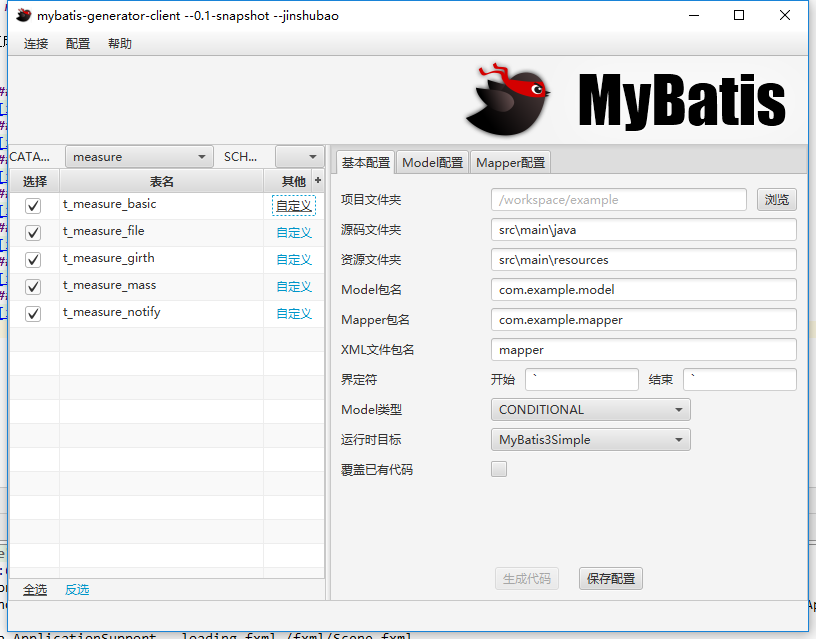 mybatis-generator-client --0.1-snapshot --jinshubao
连接 配置 帮助
MyBatis
CATA... measure SCH...
选择 表名 其他 +
t_measure_basic 自定义
t_measure_file 自定义
t_measure_girth 自定义
t_measure_mass 自定义
t_measure_notify 自定义
全选 反选
基本配置 Model配置 Mapper配置
项目文件夹 /workspace/example 浏览
源码文件夹 src\main\java
资源文件夹 src\main\resources
Model包名 com.example.model
Mapper包名 com.example.mapper
XML文件包名 mapper
界定符 开始 ` 结束 `
Model类型 CONDITIONAL
运行时目标 MyBatis3Simple
覆盖已有代码
生成代码 保存配置